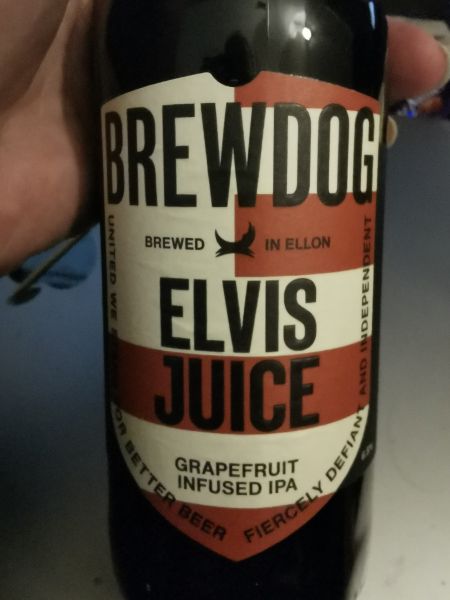 BREWDOG
BREWED IN ELLON
ELVIS
JUICE
GRAPEFRUIT
INFUSED IPA
UNITED WE
FOR BETTER BEER
FIERCELY DEFIANT AND INDEPENDENT